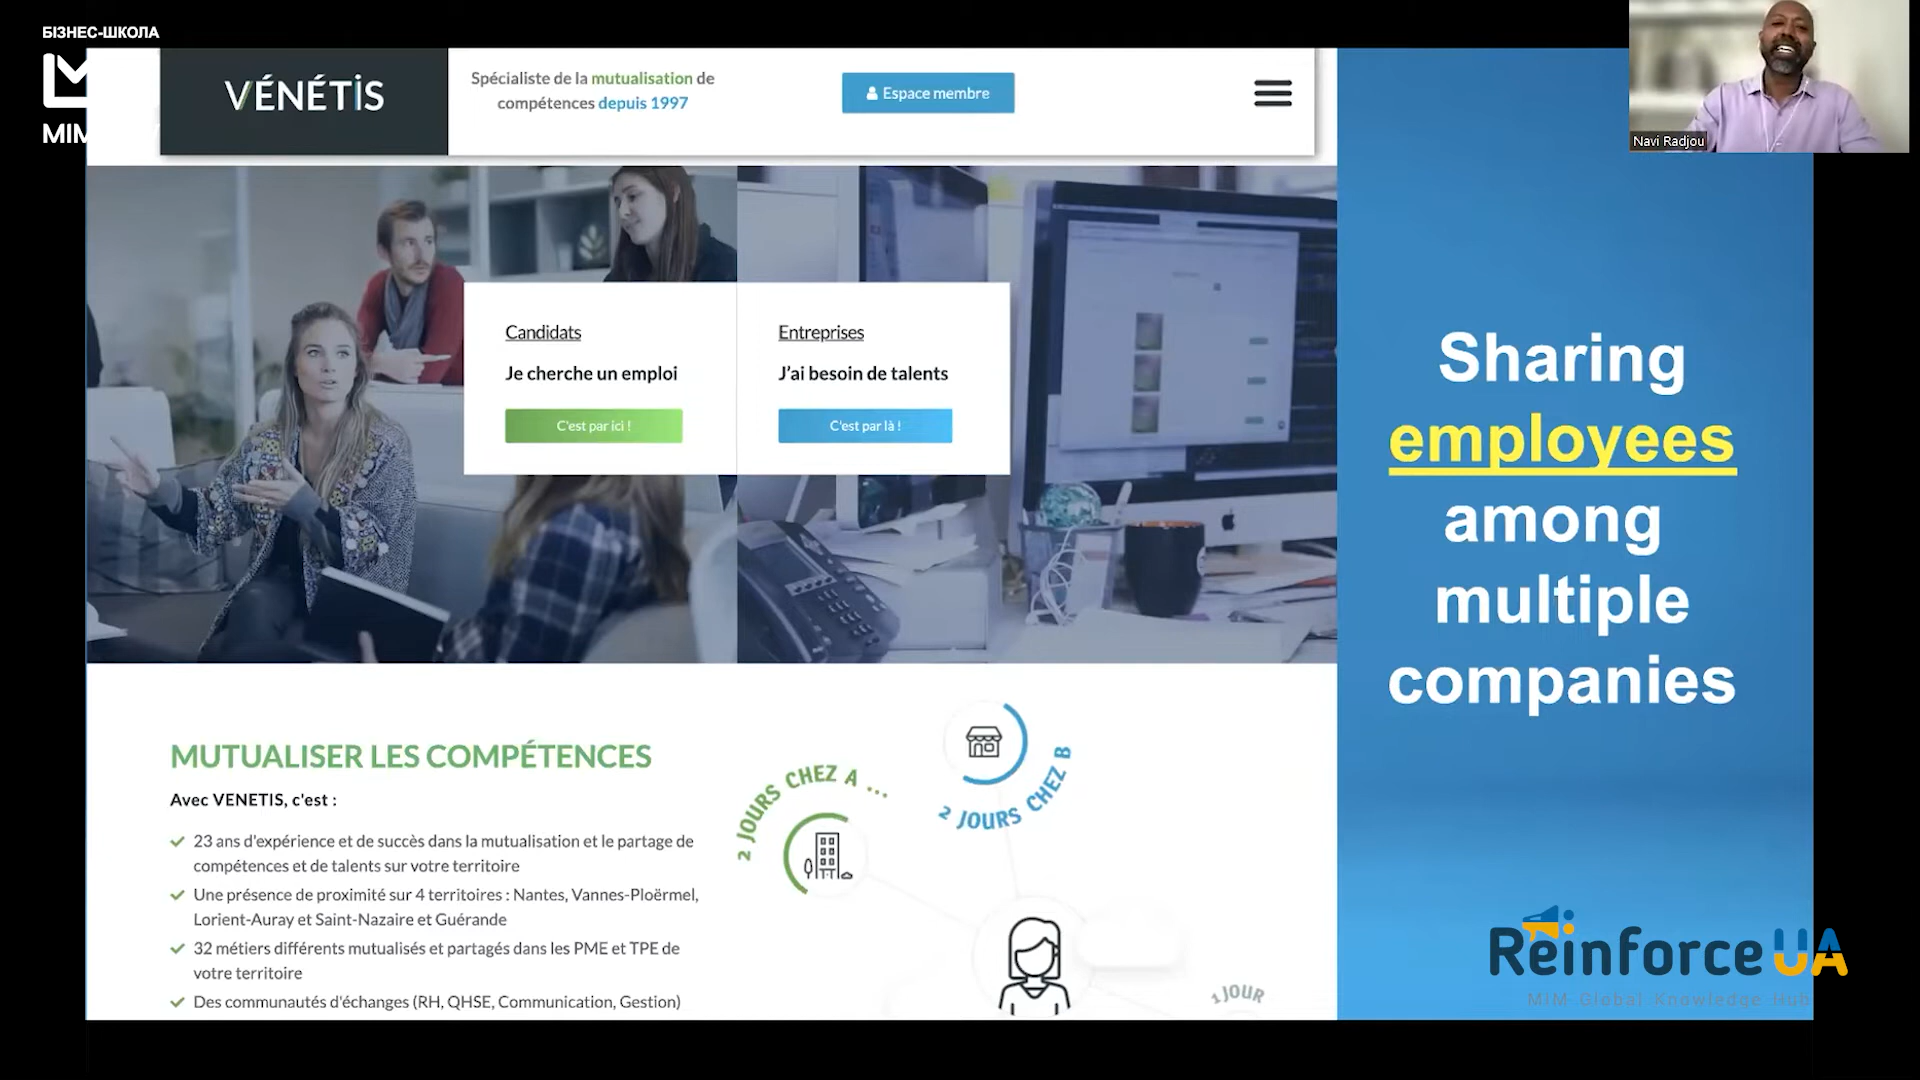 БІЗНЕС-ШКОЛА
MIM
VÉNÉTIS
Spécialiste de la mutualisation de
compétences depuis 1997
Espace membre
Navi Radjou
Candidats
Je cherche un emploi
C'est par ici !
Entreprises
J'ai besoin de talents
C'est par là !
Sharing
employees
among
multiple
companies
MUTUALISER LES COMPÉTENCES
Avec VENETIS, c'est :
23 ans d'expérience et de succès dans la mutualisation et le partage de
compétences et de talents sur votre territoire
Une présence de proximité sur 4 territoires : Nantes, Vannes-Ploërmel,
Lorient-Auray et Saint-Nazaire et Guérande
32 métiers différents mutualisés et partagés dans les PME et TPE de
votre territoire
Des communautés d'échanges (RH, QHSE, Communication, Gestion)
2 JOURS CHEZ A ...
2 JOURS CHEZ B
1 JOUR
Reinforce UA
MIM-Global-Knowledge-Hub